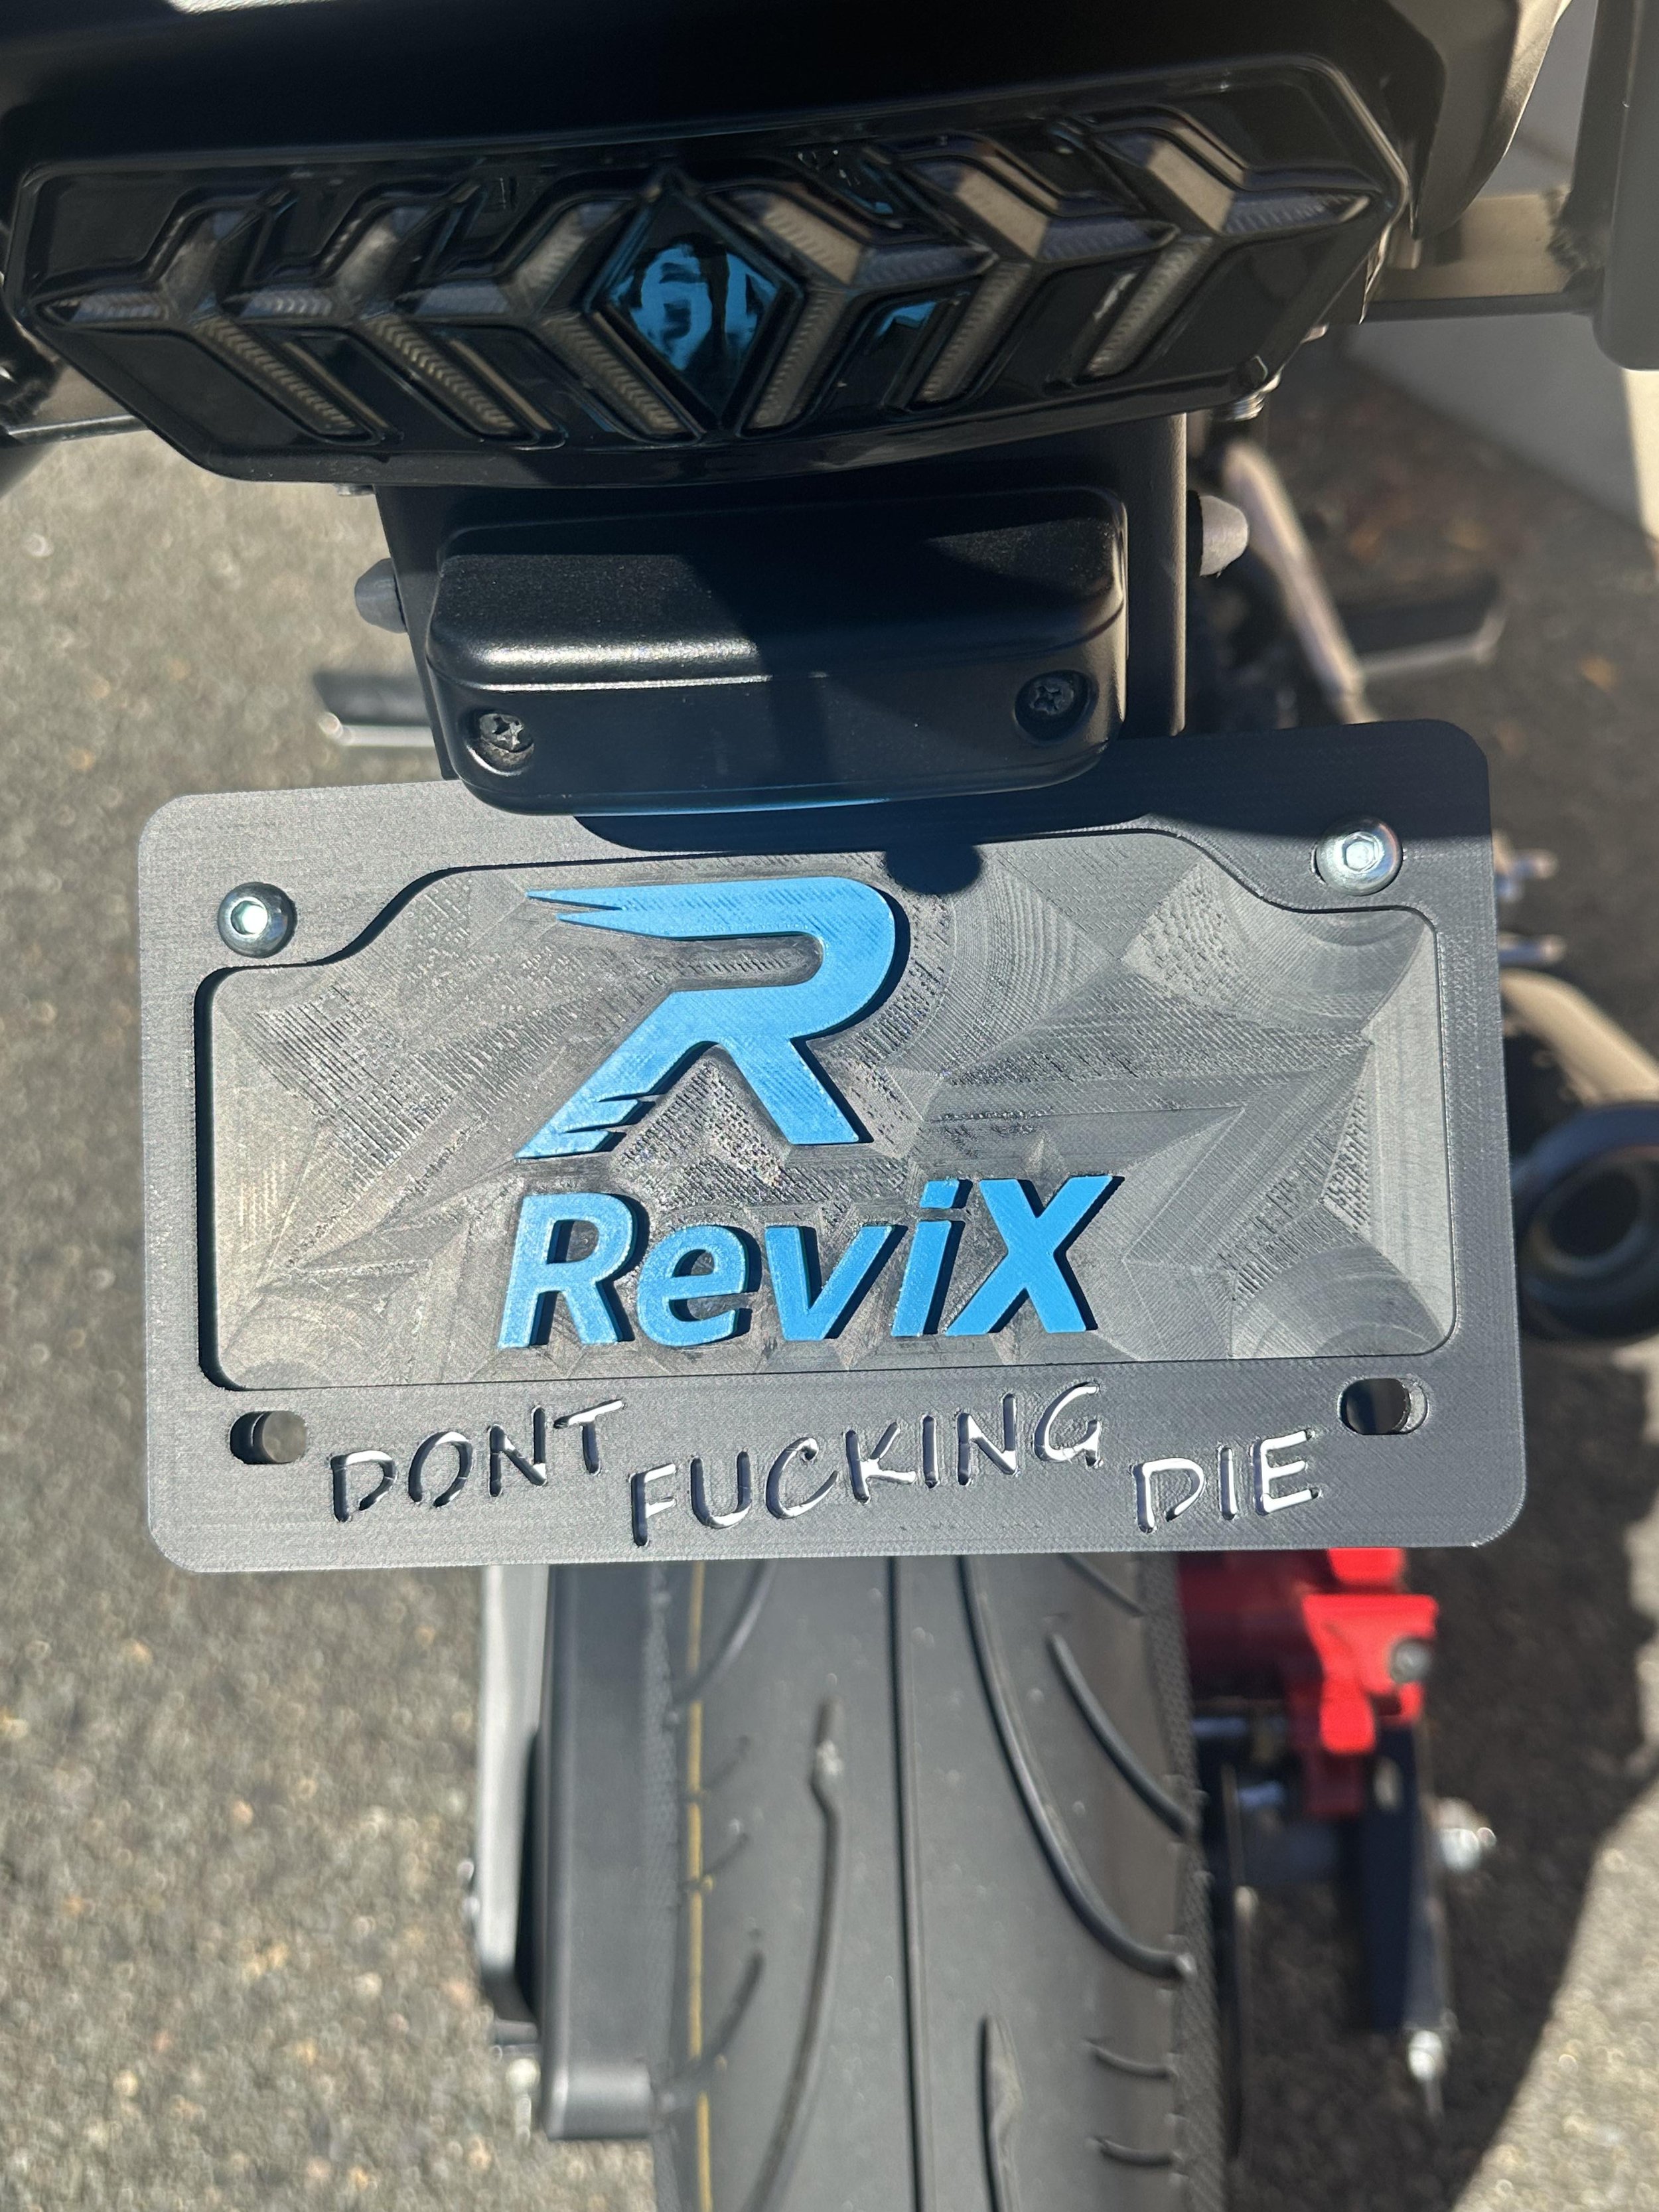 R
ReviX
DONT FUCKING DIE